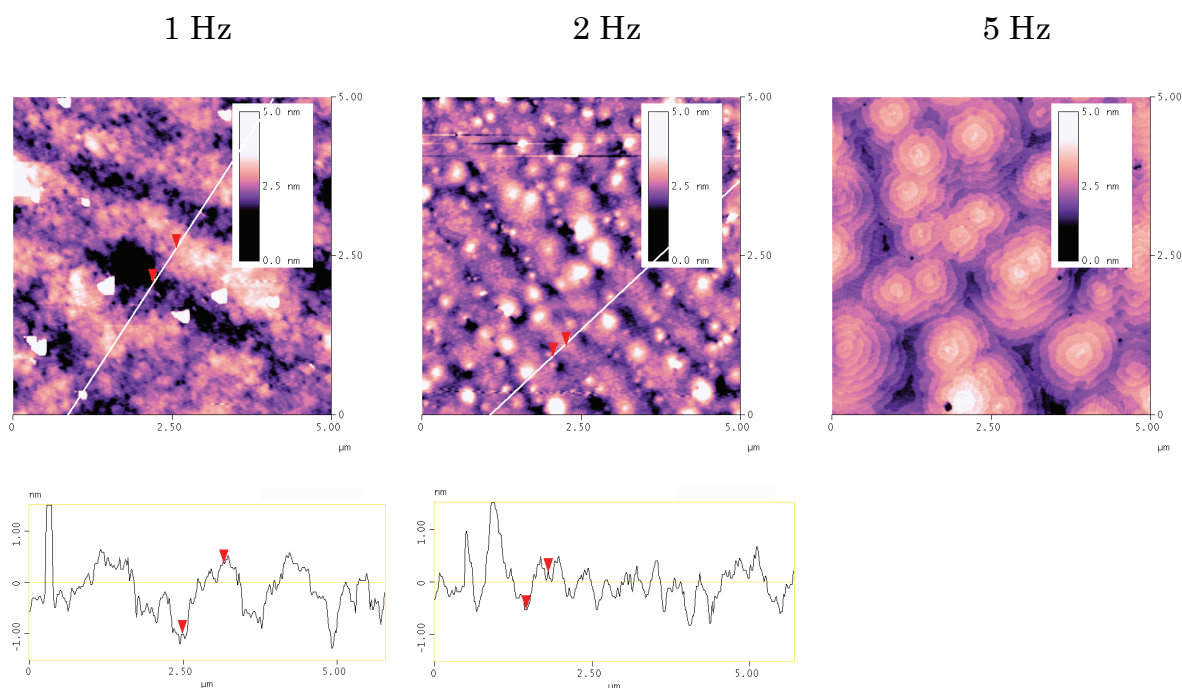 1 Hz 2 Hz 5 Hz
5.00 5.00 5.00
5.0 nm 5.0 nm 5.0 nm
2.5 nm 2.5 nm 2.5 nm
2.50 2.50 2.50
0.0 nm 0.0 nm 0.0 nm
0 0 0
0 2.50 5.00 0 2.50 5.00 0 2.50 5.00
µm µm µm
nm nm
1.00 1.00
0 0
-1.00 -1.00
0 2.50 5.00 0 2.50 5.00
µm µm